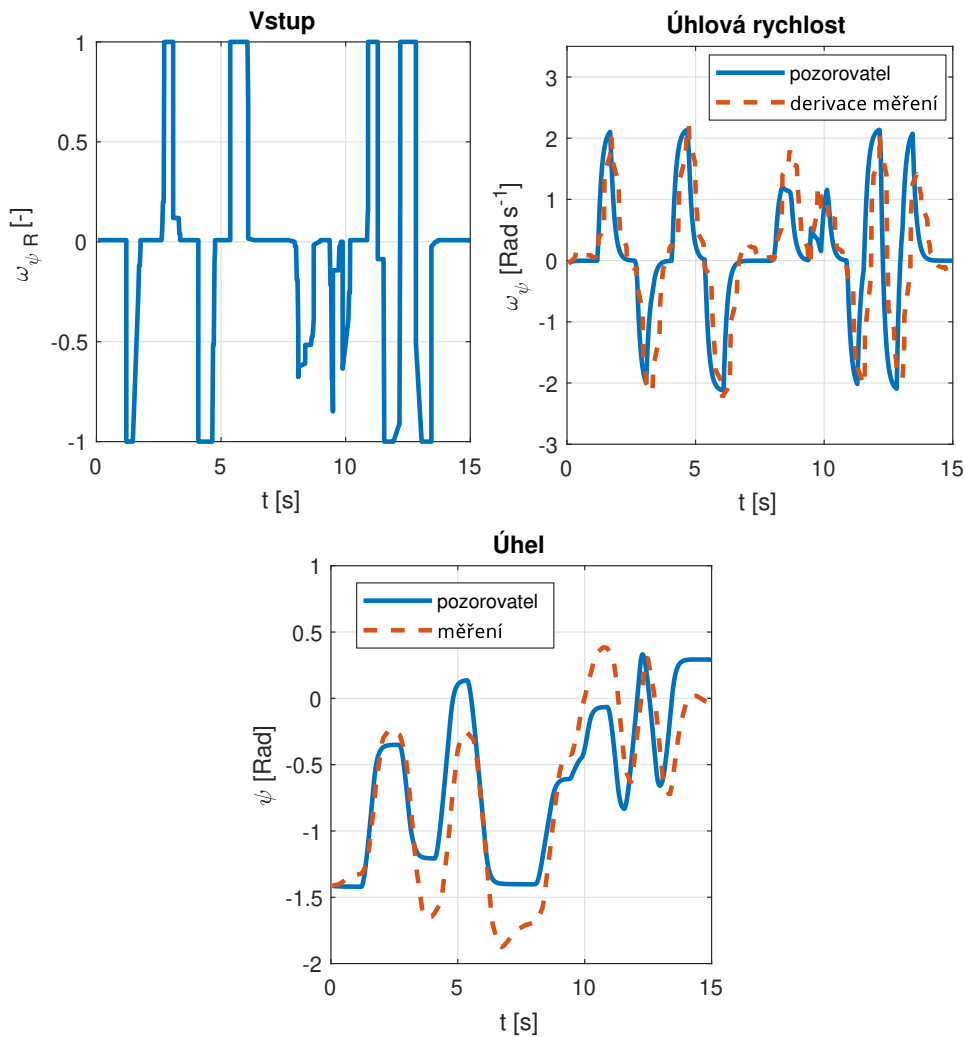 Vstup
1
0.5
0
-0.5
-1
0
5
10
15
ω_ψ R [-]
t [s]
Úhlová rychlost
3
2
1
0
-1
-2
-3
0
5
10
15
ω_ψ [Rad s⁻¹]
t [s]
pozorovatel
derivace měření
Úhel
1
0.5
0
-0.5
-1
-1.5
-2
0
5
10
15
ψ [Rad]
t [s]
pozorovatel
měření